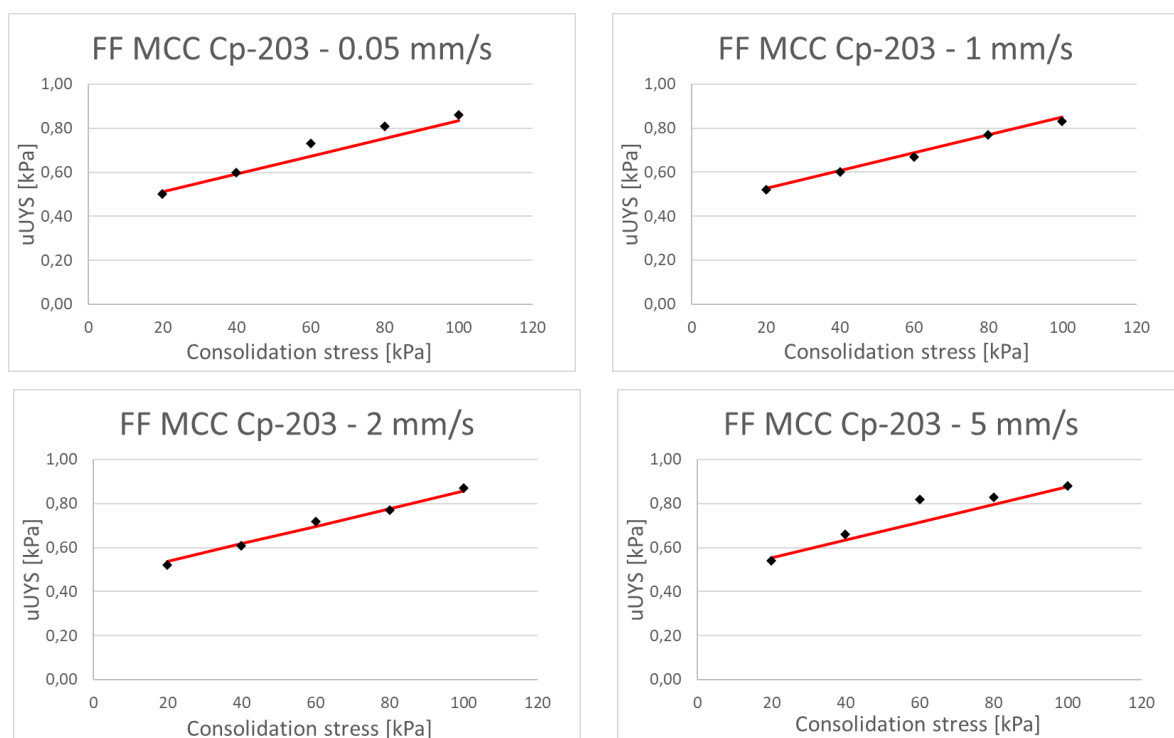 FF MCC Cp-203 - 0.05 mm/s
1,00
0,80
0,60
0,40
0,20
0,00
uUYS [kPa]
0 20 40 60 80 100 120
Consolidation stress [kPa]
FF MCC Cp-203 - 1 mm/s
1,00
0,80
0,60
0,40
0,20
0,00
uUYS [kPa]
0 20 40 60 80 100 120
Consolidation stress [kPa]
FF MCC Cp-203 - 2 mm/s
1,00
0,80
0,60
0,40
0,20
0,00
uUYS [kPa]
0 20 40 60 80 100 120
Consolidation stress [kPa]
FF MCC Cp-203 - 5 mm/s
1,00
0,80
0,60
0,40
0,20
0,00
uUYS [kPa]
0 20 40 60 80 100 120
Consolidation stress [kPa]